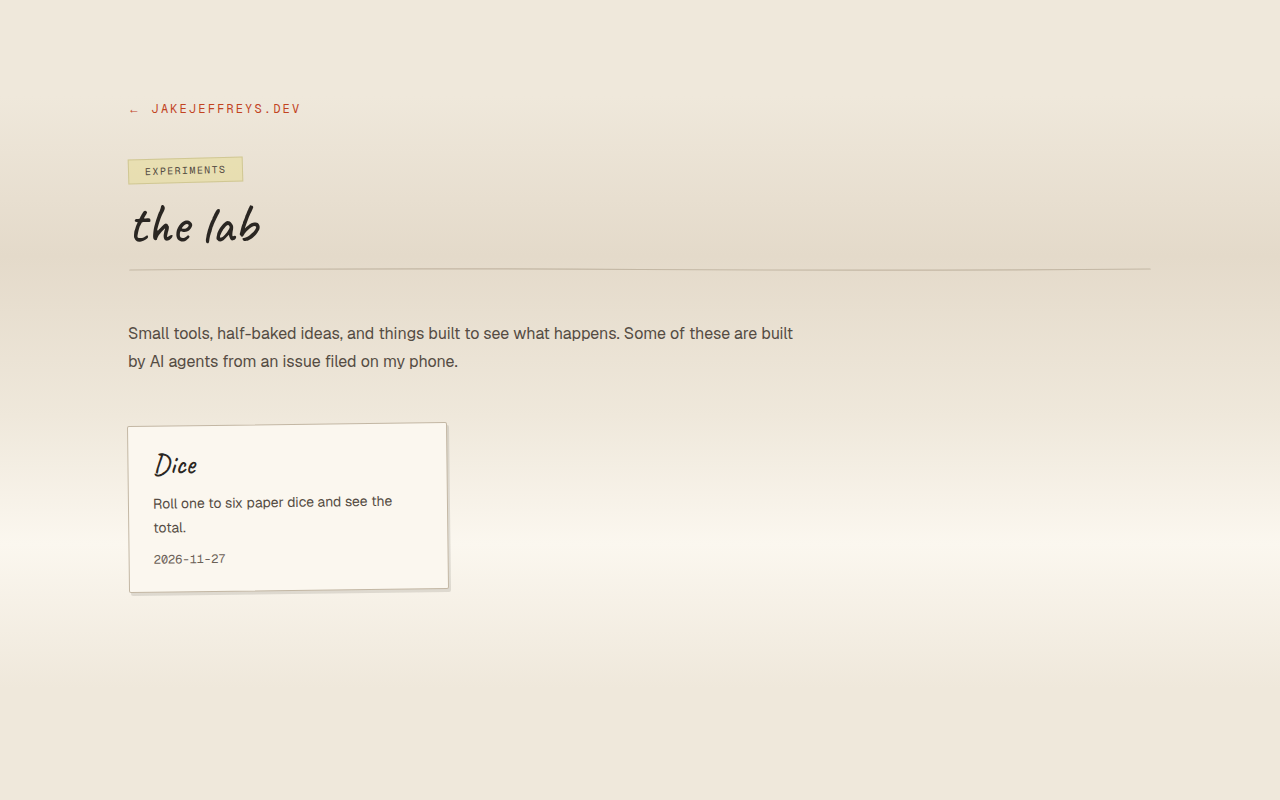 ← JAKEJEFFREYS.DEV
EXPERIMENTS
the lab
Small tools, half-baked ideas, and things built to see what happens. Some of these are built
by AI agents from an issue filed on my phone.
Dice
Roll one to six paper dice and see the
total.
2026-11-27